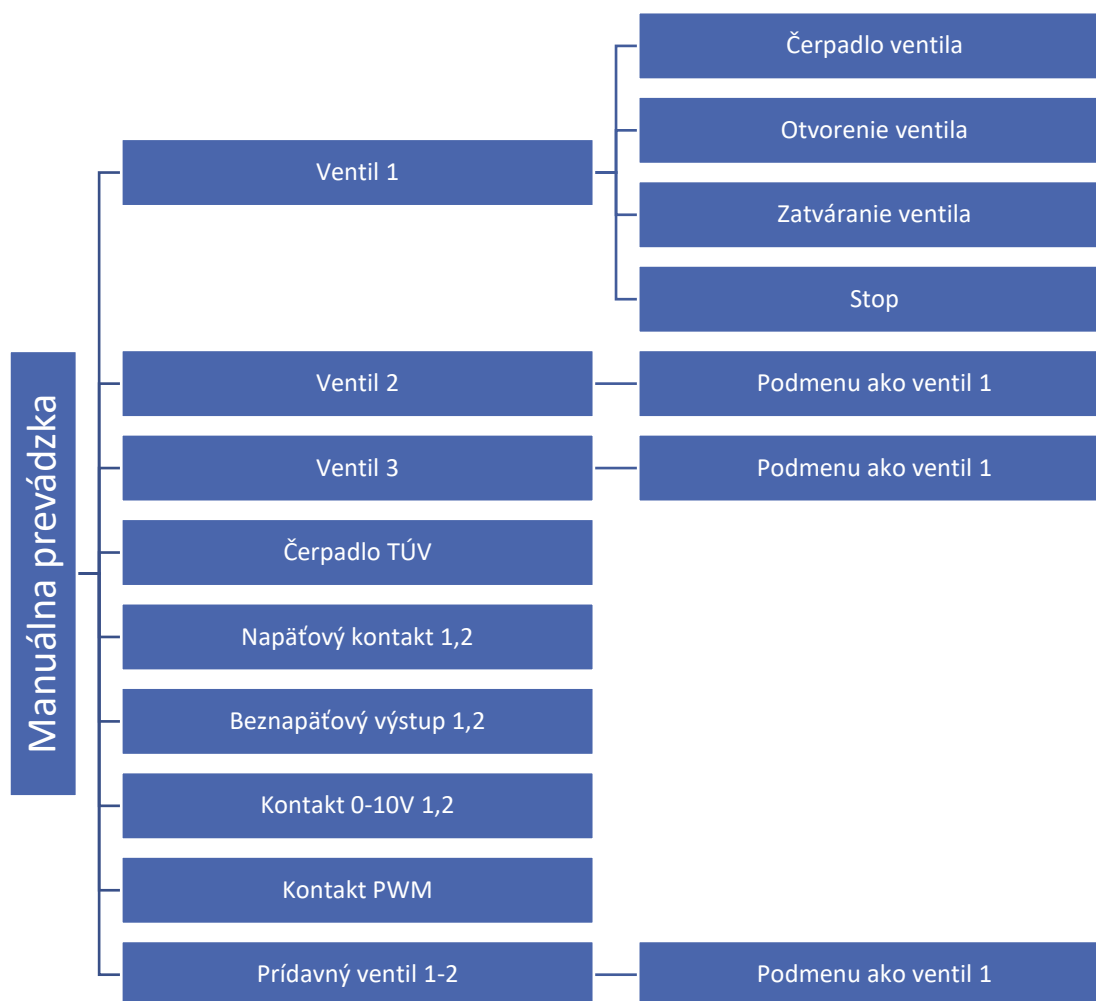 Manuálna prevádzka
Ventil 1
Čerpadlo ventila
Otvorenie ventila
Zatváranie ventila
Stop
Ventil 2
Podmenu ako ventil 1
Ventil 3
Podmenu ako ventil 1
Čerpadlo TÚV
Napäťový kontakt 1,2
Beznapäťový výstup 1,2
Kontakt 0-10V 1,2
Kontakt PWM
Prídavný ventil 1-2
Podmenu ako ventil 1